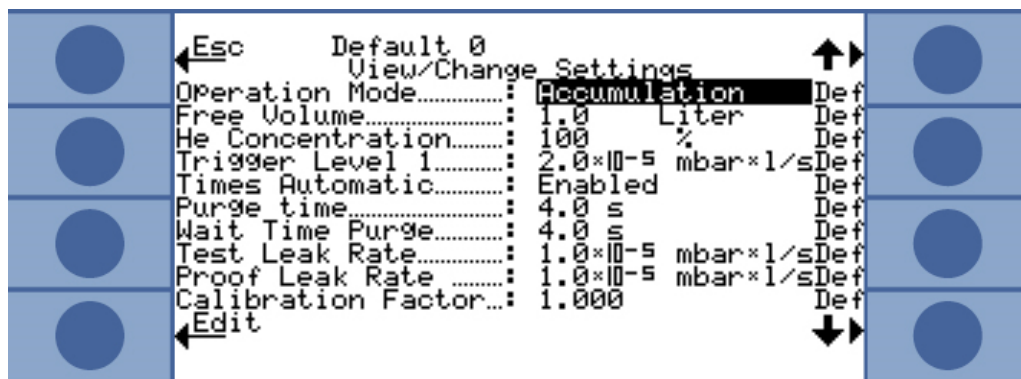 Esc Default 0
View/Change Settings
Operation Mode.............: Accumulation Def
Free Volume.....................: 1.0 Liter Def
He Concentration........: 100 % Def
Trigger Level 1...........: 2.0×10⁻⁵ mbar×l/sDef
Times Automatic...........: Enabled Def
Purge time.......................: 4.0 s Def
Wait Time Purge...........: 4.0 s Def
Test Leak Rate.............: 1.0×10⁻⁵ mbar×l/sDef
Proof Leak Rate ........: 1.0×10⁻⁵ mbar×l/sDef
Calibration Factor...: 1.000 Def
Edit